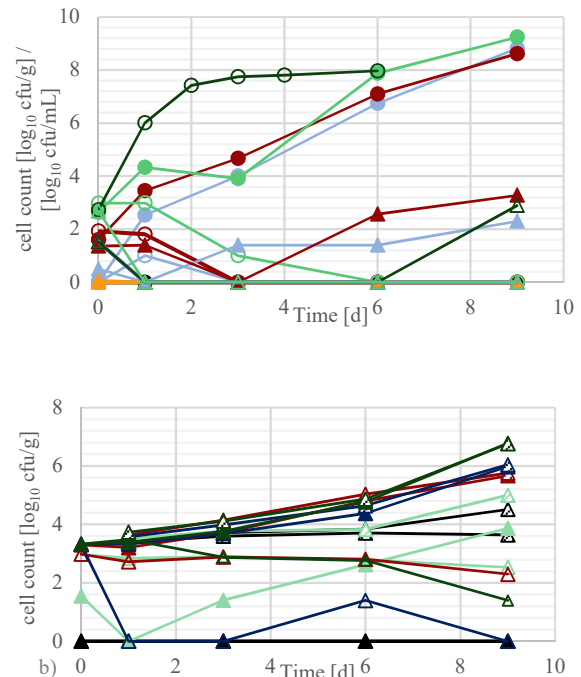 cell count [log₁₀ cfu/g] /
[log₁₀ cfu/mL]
10
8
6
4
2
0
0 2 4 6 8 10
Time [d]
cell count [log₁₀ cfu/g]
8
6
4
2
0
0 2 4 6 8 10
b) Time [d]